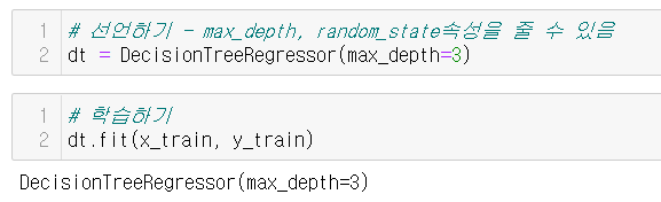 1 # 선언하기 - max_depth, random_state속성을 줄 수 있음
2 dt = DecisionTreeRegressor(max_depth=3)
1 # 학습하기
2 dt.fit(x_train, y_train)
DecisionTreeRegressor(max_depth=3)